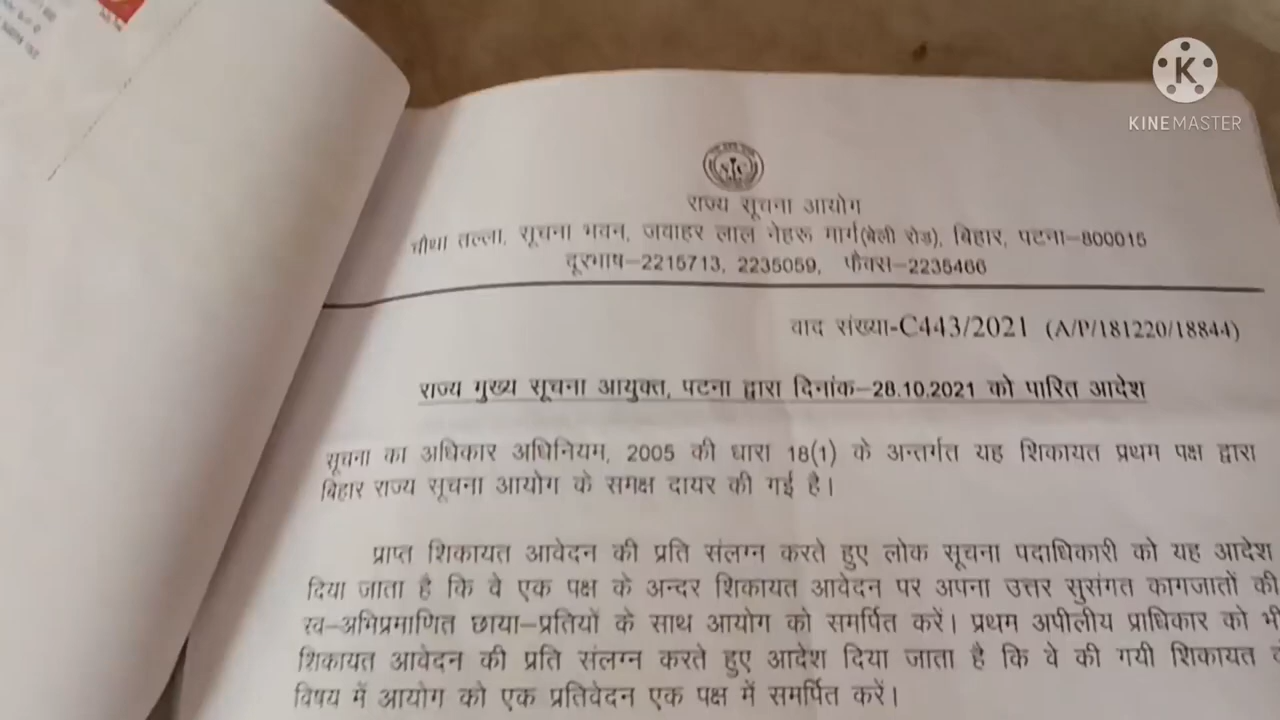 KINEMASTER
राज्य सूचना आयोग
चौथा तल्ला, सूचना भवन, जवाहर लाल नेहरू मार्ग(बेली रोड), बिहार, पटना–800015
दूरभाष–2215713, 2235059, फैक्स–2235466
वाद संख्या-C443/2021 (A/P/181220/18844)
राज्य मुख्य सूचना आयुक्त, पटना द्वारा दिनांक–28.10.2021 को पारित आदेश
सूचना का अधिकार अधिनियम, 2005 की धारा 18(1) के अन्तर्गत यह शिकायत प्रथम पक्ष द्वारा
बिहार राज्य सूचना आयोग के समक्ष दायर की गई है।
प्राप्त शिकायत आवेदन की प्रति संलग्न करते हुए लोक सूचना पदाधिकारी को यह आदेश
दिया जाता है कि वे एक पक्ष के अन्दर शिकायत आवेदन पर अपना उत्तर सुसंगत कागजातों की
स्व–अभिप्रमाणित छाया–प्रतियों के साथ आयोग को समर्पित करें। प्रथम अपीलीय प्राधिकार को भी
शिकायत आवेदन की प्रति संलग्न करते हुए आदेश दिया जाता है कि वे की गयी शिकायत
विषय में आयोग को एक प्रतिवेदन एक पक्ष में समर्पित करें।